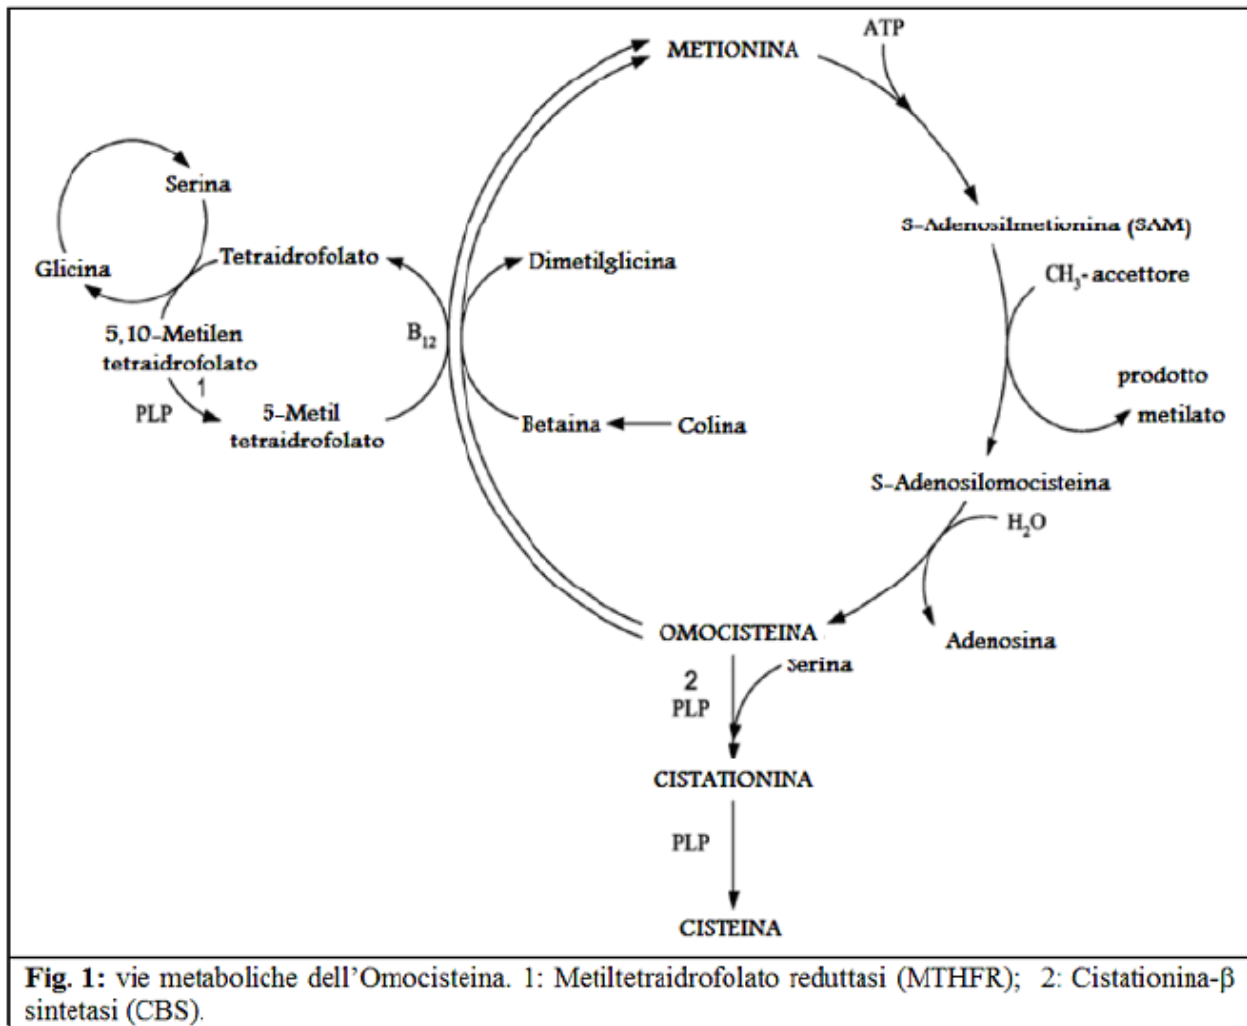 ATP
METIONINA
Serina
S-Adenosilmetionina (SAM)
Tetraidrofolato
Dimetilglicina
Glicina
CH₃-accettore
5,10-Metilen
tetraidrofolato
B₁₂
1
prodotto
metilato
PLP
5-Metil
tetraidrofolato
Betaina
Colina
S-Adenosilomocisteina
H₂O
OMOCISTEINA
Adenosina
Serina
2
PLP
CISTATIONINA
PLP
CISTEINA
Fig. 1: vie metaboliche dell'Omocisteina. 1: Metiltetraidrofolato reduttasi (MTHFR); 2: Cistationina-β
sintetasi (CBS).